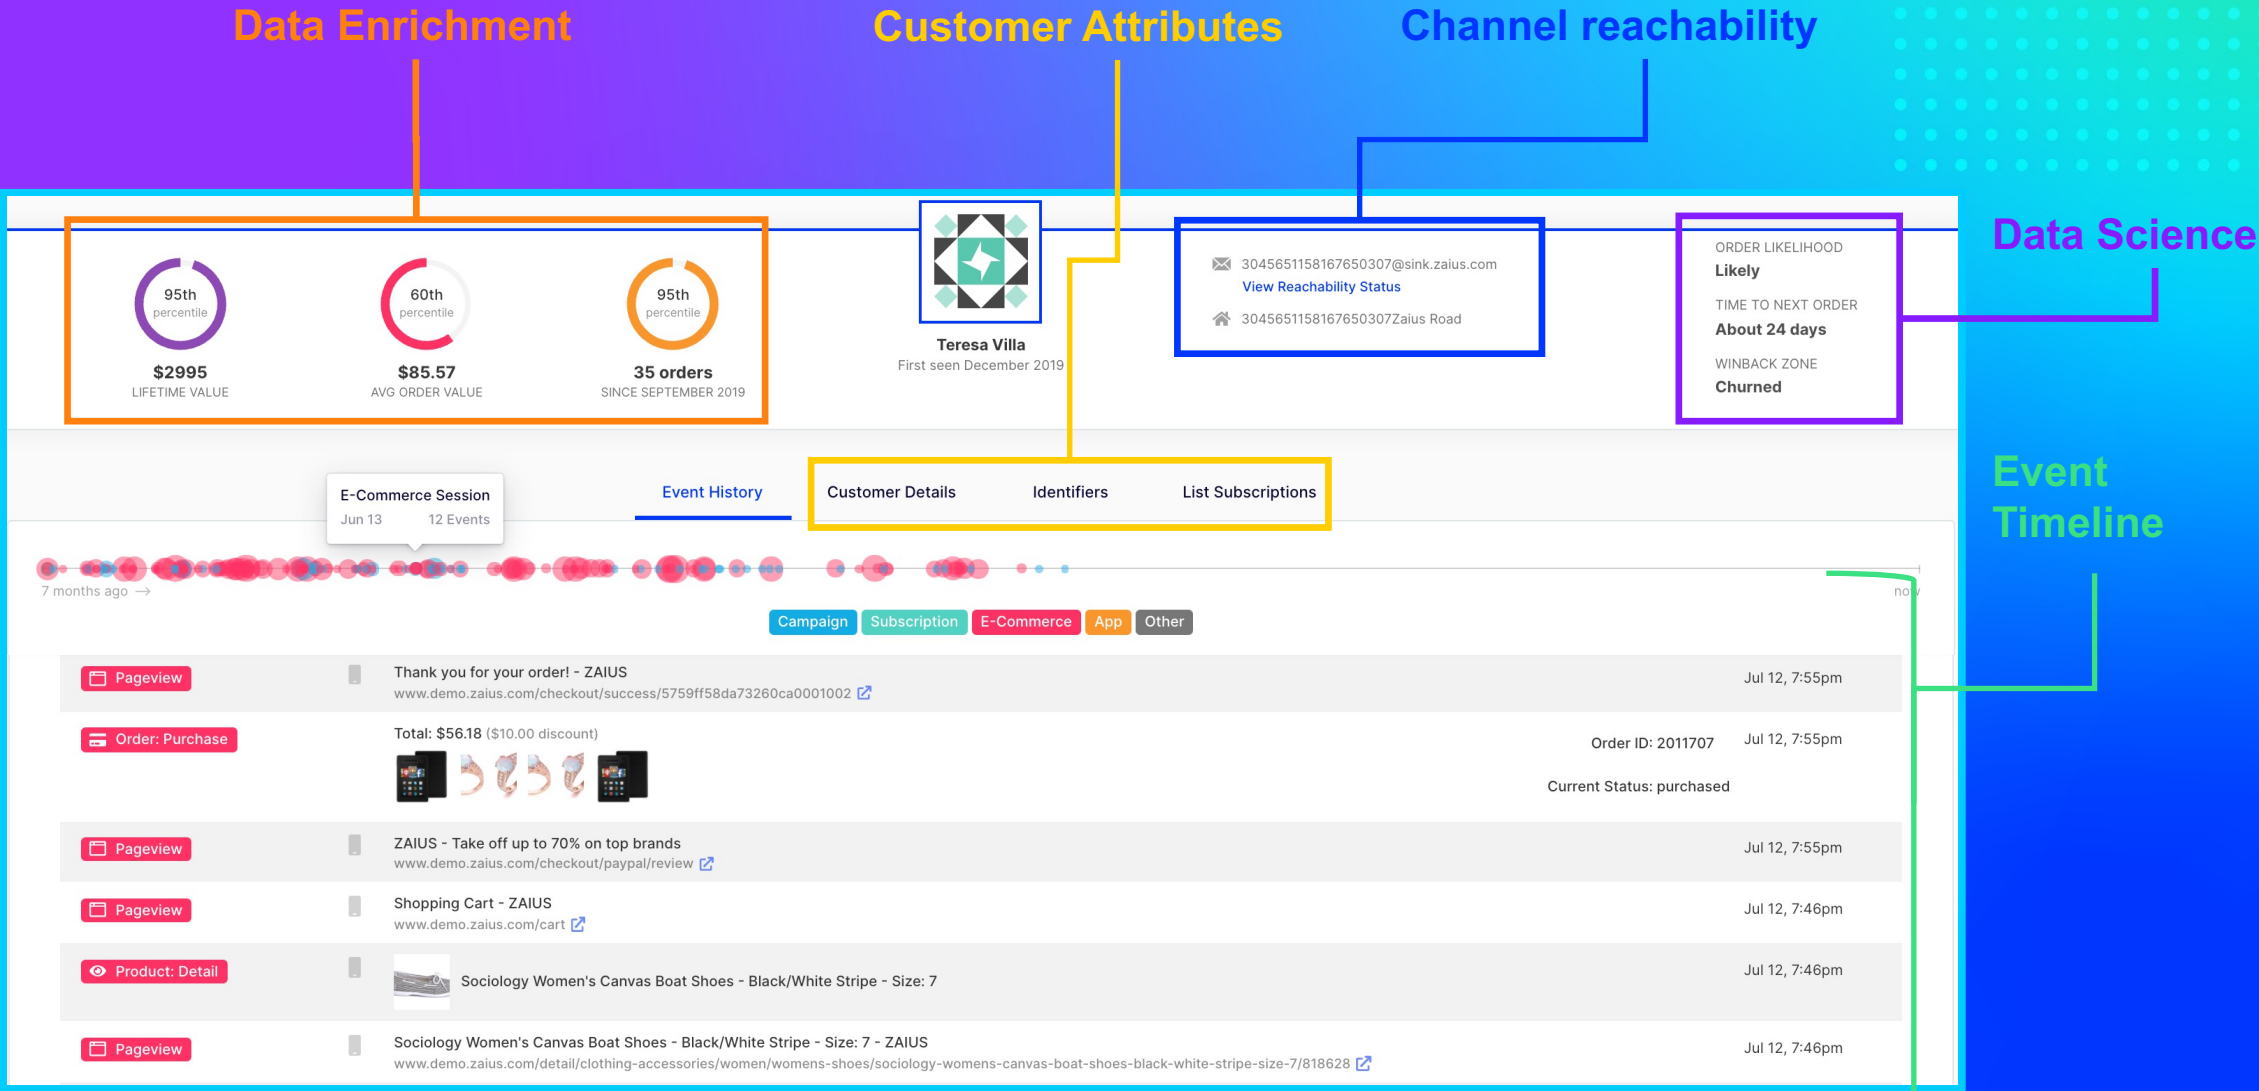 Data Enrichment
Customer Attributes
Channel reachability
Data Science
95th
percentile
$2995
LIFETIME VALUE
60th
percentile
$85.57
AVG ORDER VALUE
95th
percentile
35 orders
SINCE SEPTEMBER 2019
Teresa Villa
First seen December 2019
3045651158167650307@sink.zaius.com
View Reachability Status
3045651158167650307Zaius Road
ORDER LIKELIHOOD
Likely
TIME TO NEXT ORDER
About 24 days
WINBACK ZONE
Churned
Event
Timeline
Event History
Customer Details
Identifiers
List Subscriptions
E-Commerce Session
Jun 13 12 Events
7 months ago →
now
Campaign
Subscription
E-Commerce
App
Other
Pageview
Thank you for your order! - ZAIUS
www.demo.zaius.com/checkout/success/5759ff58da73260ca0001002
Jul 12, 7:55pm
Order: Purchase
Total: $56.18 ($10.00 discount)
Order ID: 2011707
Current Status: purchased
Jul 12, 7:55pm
Pageview
ZAIUS - Take off up to 70% on top brands
www.demo.zaius.com/checkout/paypal/review
Jul 12, 7:55pm
Pageview
Shopping Cart - ZAIUS
www.demo.zaius.com/cart
Jul 12, 7:46pm
Product: Detail
Sociology Women's Canvas Boat Shoes - Black/White Stripe - Size: 7
Jul 12, 7:46pm
Pageview
Sociology Women's Canvas Boat Shoes - Black/White Stripe - Size: 7 - ZAIUS
www.demo.zaius.com/detail/clothing-accessories/women/womens-shoes/sociology-womens-canvas-boat-shoes-black-white-stripe-size-7/818628
Jul 12, 7:46pm